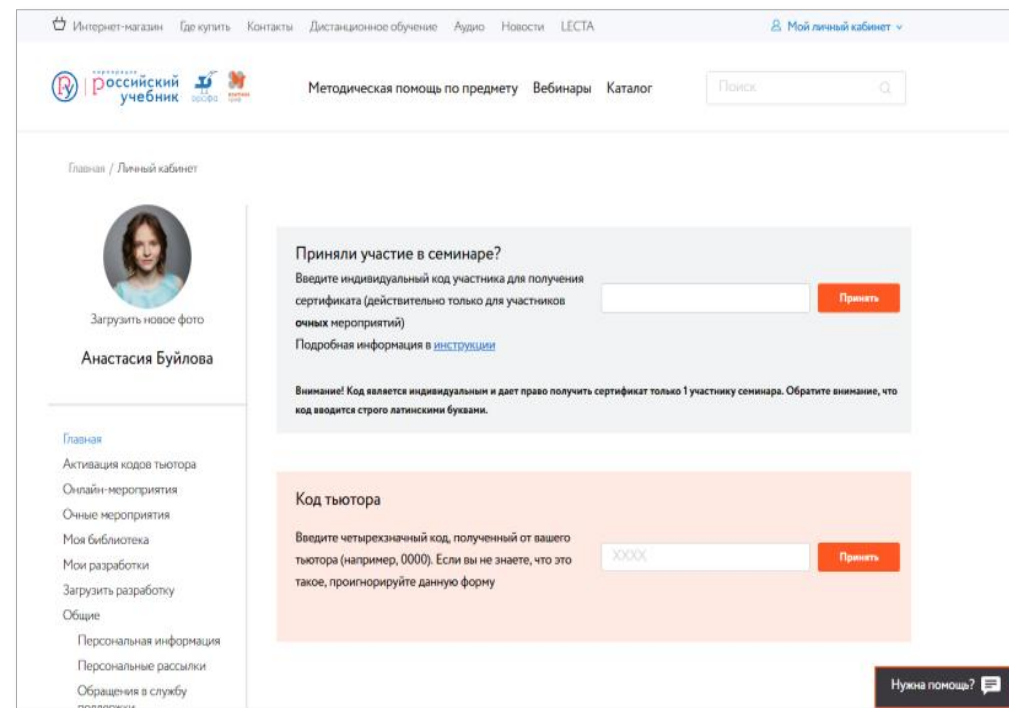 Интернет-магазин Где купить Контакты Дистанционное обучение Аудио Новости LECTA Мой личный кабинет
корпорация
российский
учебник
дрофа
Методическая помощь по предмету Вебинары Каталог Поиск
Главная / Личный кабинет
Загрузить новое фото
Анастасия Буйлова
Главная
Активация кодов тьютора
Онлайн-мероприятия
Очные мероприятия
Моя библиотека
Мои разработки
Загрузить разработку
Общие
Персональная информация
Персональные рассылки
Обращения в службу
поддержки
Приняли участие в семинаре?
Введите индивидуальный код участника для получения
сертификата (действительно только для участников
очных мероприятий)
Подробная информация в инструкции
Принять
Внимание! Код является индивидуальным и дает право получить сертификат только 1 участнику семинара. Обратите внимание, что
код вводится строго латинскими буквами.
Код тьютора
Введите четырехзначный код, полученный от вашего
тьютора (например, 0000). Если вы не знаете, что это
такое, проигнорируйте данную форму
XXXX
Принять
Нужна помощь?